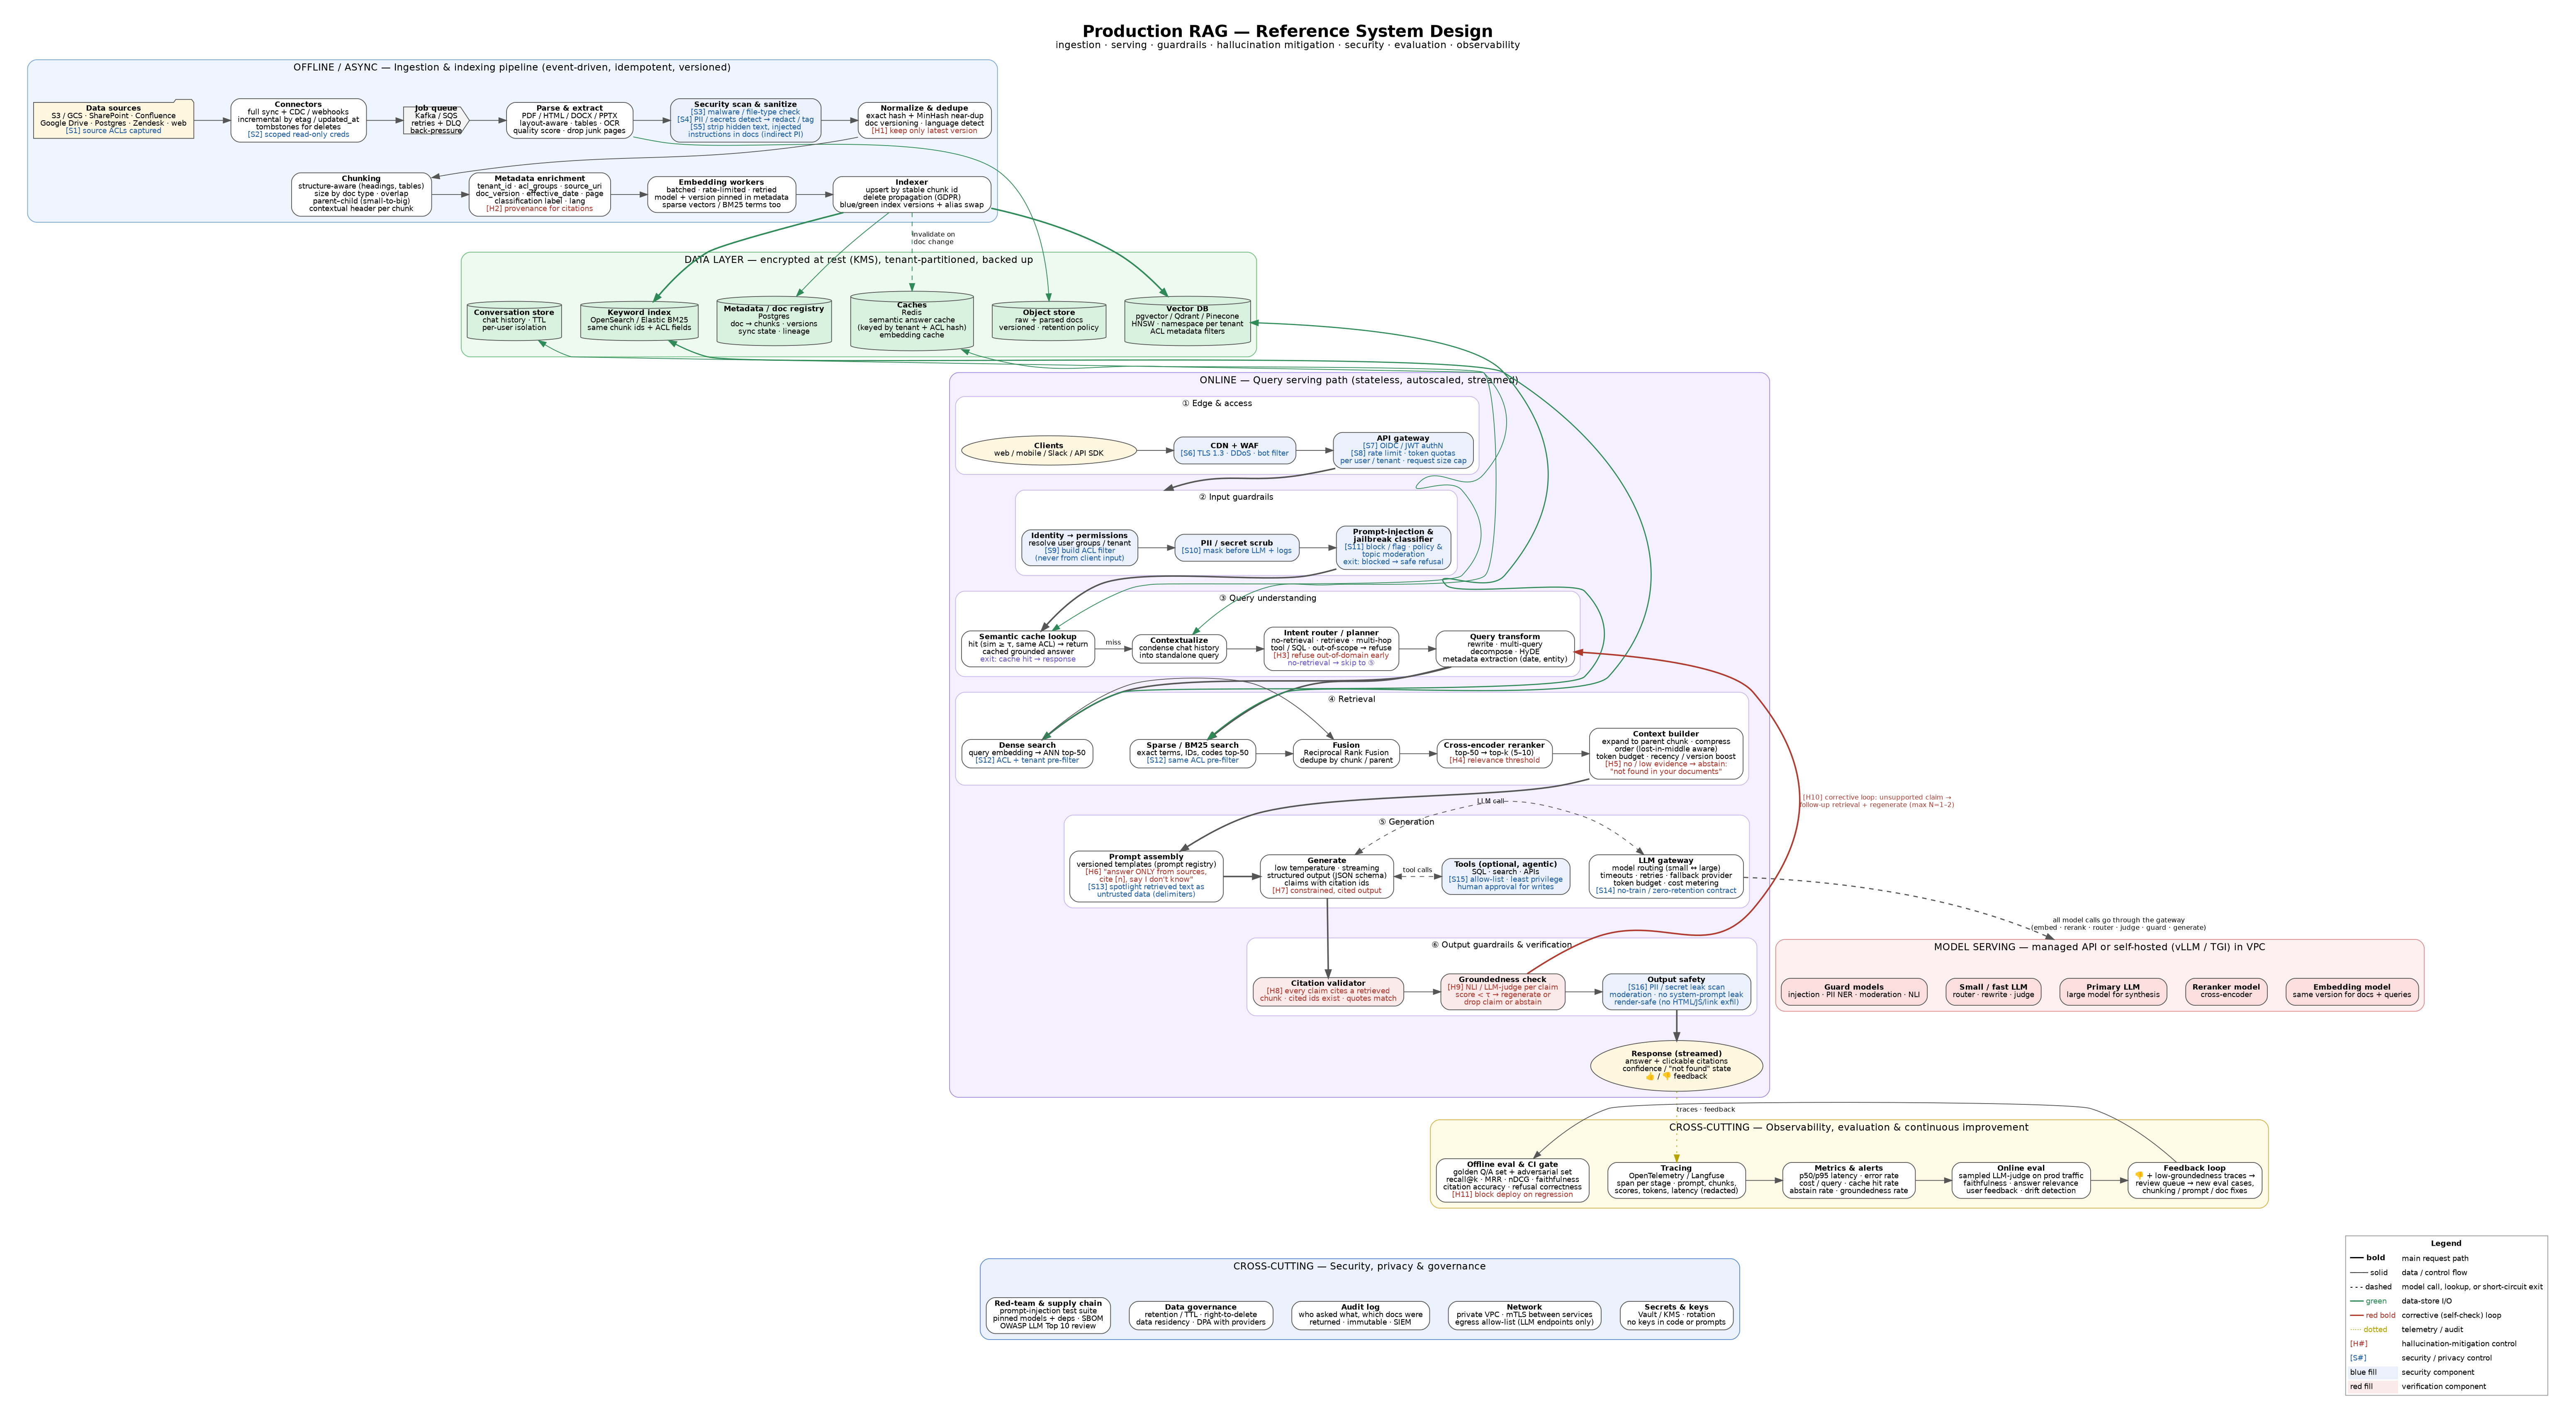 Production RAG — Reference System Design
ingestion · serving · guardrails · hallucination mitigation · security · evaluation · observability
OFFLINE / ASYNC — Ingestion & indexing pipeline (event-driven, idempotent, versioned)
Data sources
S3 / GCS · SharePoint · Confluence
Google Drive · Postgres · Zendesk · web
[S1] source ACLs captured
Connectors
full sync + CDC / webhooks
incremental by etag / updated_at
tombstones for deletes
[S2] scoped read-only creds
Job queue
Kafka / SQS
retries + DLQ
back-pressure
Parse & extract
PDF / HTML / DOCX / PPTX
layout-aware · tables · OCR
quality score · drop junk pages
Security scan & sanitize
[S3] malware / file-type check
[S4] PII / secrets detect → redact / tag
[S5] strip hidden text, injected
instructions in docs (indirect PI)
Normalize & dedupe
exact hash + MinHash near-dup
doc versioning · language detect
[H1] keep only latest version
Chunking
structure-aware (headings, tables)
size by doc type · overlap
parent–child (small-to-big)
contextual header per chunk
Metadata enrichment
tenant_id · acl_groups · source_uri
doc_version · effective_date · page
classification label · lang
[H2] provenance for citations
Embedding workers
batched · rate-limited · retried
model + version pinned in metadata
sparse vectors / BM25 terms too
Indexer
upsert by stable chunk id
delete propagation (GDPR)
blue/green index versions + alias swap
invalidate on
doc change
DATA LAYER — encrypted at rest (KMS), tenant-partitioned, backed up
Conversation store
chat history · TTL
per-user isolation
Keyword index
OpenSearch / Elastic BM25
same chunk ids + ACL fields
Metadata / doc registry
Postgres
doc → chunks · versions
sync state · lineage
Caches
Redis
semantic answer cache
(keyed by tenant + ACL hash)
embedding cache
Object store
raw + parsed docs
versioned · retention policy
Vector DB
pgvector / Qdrant / Pinecone
HNSW · namespace per tenant
ACL metadata filters
ONLINE — Query serving path (stateless, autoscaled, streamed)
① Edge & access
Clients
web / mobile / Slack / API SDK
CDN + WAF
[S6] TLS 1.3 · DDoS · bot filter
API gateway
[S7] OIDC / JWT authN
[S8] rate limit · token quotas
per user / tenant · request size cap
② Input guardrails
Identity → permissions
resolve user groups / tenant
[S9] build ACL filter
(never from client input)
PII / secret scrub
[S10] mask before LLM + logs
Prompt-injection &
jailbreak classifier
[S11] block / flag · policy &
topic moderation
exit: blocked → safe refusal
③ Query understanding
Semantic cache lookup
hit (sim ≥ τ, same ACL) → return
cached grounded answer
exit: cache hit → response
miss
Contextualize
condense chat history
into standalone query
Intent router / planner
no-retrieval · retrieve · multi-hop
tool / SQL · out-of-scope → refuse
[H3] refuse out-of-domain early
no-retrieval → skip to ⑤
Query transform
rewrite · multi-query
decompose · HyDE
metadata extraction (date, entity)
④ Retrieval
Dense search
query embedding → ANN top-50
[S12] ACL + tenant pre-filter
Sparse / BM25 search
exact terms, IDs, codes top-50
[S12] same ACL pre-filter
Fusion
Reciprocal Rank Fusion
dedupe by chunk / parent
Cross-encoder reranker
top-50 → top-k (5–10)
[H4] relevance threshold
Context builder
expand to parent chunk · compress
order (lost-in-middle aware)
token budget · recency / version boost
[H5] no / low evidence → abstain:
"not found in your documents"
[H10] corrective loop: unsupported claim →
follow-up retrieval + regenerate (max N=1–2)
LLM call
⑤ Generation
Prompt assembly
versioned templates (prompt registry)
[H6] "answer ONLY from sources,
cite [n], say I don't know"
[S13] spotlight retrieved text as
untrusted data (delimiters)
Generate
low temperature · streaming
structured output (JSON schema)
claims with citation ids
[H7] constrained, cited output
tool calls
Tools (optional, agentic)
SQL · search · APIs
[S15] allow-list · least privilege
human approval for writes
LLM gateway
model routing (small ↔ large)
timeouts · retries · fallback provider
token budget · cost metering
[S14] no-train / zero-retention contract
all model calls go through the gateway
(embed · rerank · router · judge · guard · generate)
MODEL SERVING — managed API or self-hosted (vLLM / TGI) in VPC
Guard models
injection · PII NER · moderation · NLI
Small / fast LLM
router · rewrite · judge
Primary LLM
large model for synthesis
Reranker model
cross-encoder
Embedding model
same version for docs + queries
⑥ Output guardrails & verification
Citation validator
[H8] every claim cites a retrieved
chunk · cited ids exist · quotes match
Groundedness check
[H9] NLI / LLM-judge per claim
score < τ → regenerate or
drop claim or abstain
Output safety
[S16] PII / secret leak scan
moderation · no system-prompt leak
render-safe (no HTML/JS/link exfil)
Response (streamed)
answer + clickable citations
confidence / "not found" state
👍 / 👎 feedback
traces · feedback
CROSS-CUTTING — Observability, evaluation & continuous improvement
Offline eval & CI gate
golden Q/A set + adversarial set
recall@k · MRR · nDCG · faithfulness
citation accuracy · refusal correctness
[H11] block deploy on regression
Tracing
OpenTelemetry / Langfuse
span per stage · prompt, chunks,
scores, tokens, latency (redacted)
Metrics & alerts
p50/p95 latency · error rate
cost / query · cache hit rate
abstain rate · groundedness rate
Online eval
sampled LLM-judge on prod traffic
faithfulness · answer relevance
user feedback · drift detection
Feedback loop
👎 + low-groundedness traces →
review queue → new eval cases,
chunking / prompt / doc fixes
CROSS-CUTTING — Security, privacy & governance
Red-team & supply chain
prompt-injection test suite
pinned models + deps · SBOM
OWASP LLM Top 10 review
Data governance
retention / TTL · right-to-delete
data residency · DPA with providers
Audit log
who asked what, which docs were
returned · immutable · SIEM
Network
private VPC · mTLS between services
egress allow-list (LLM endpoints only)
Secrets & keys
Vault / KMS · rotation
no keys in code or prompts
Legend
bold main request path
solid data / control flow
dashed model call, lookup, or short-circuit exit
green data-store I/O
red bold corrective (self-check) loop
dotted telemetry / audit
[H#] hallucination-mitigation control
[S#] security / privacy control
blue fill security component
red fill verification component